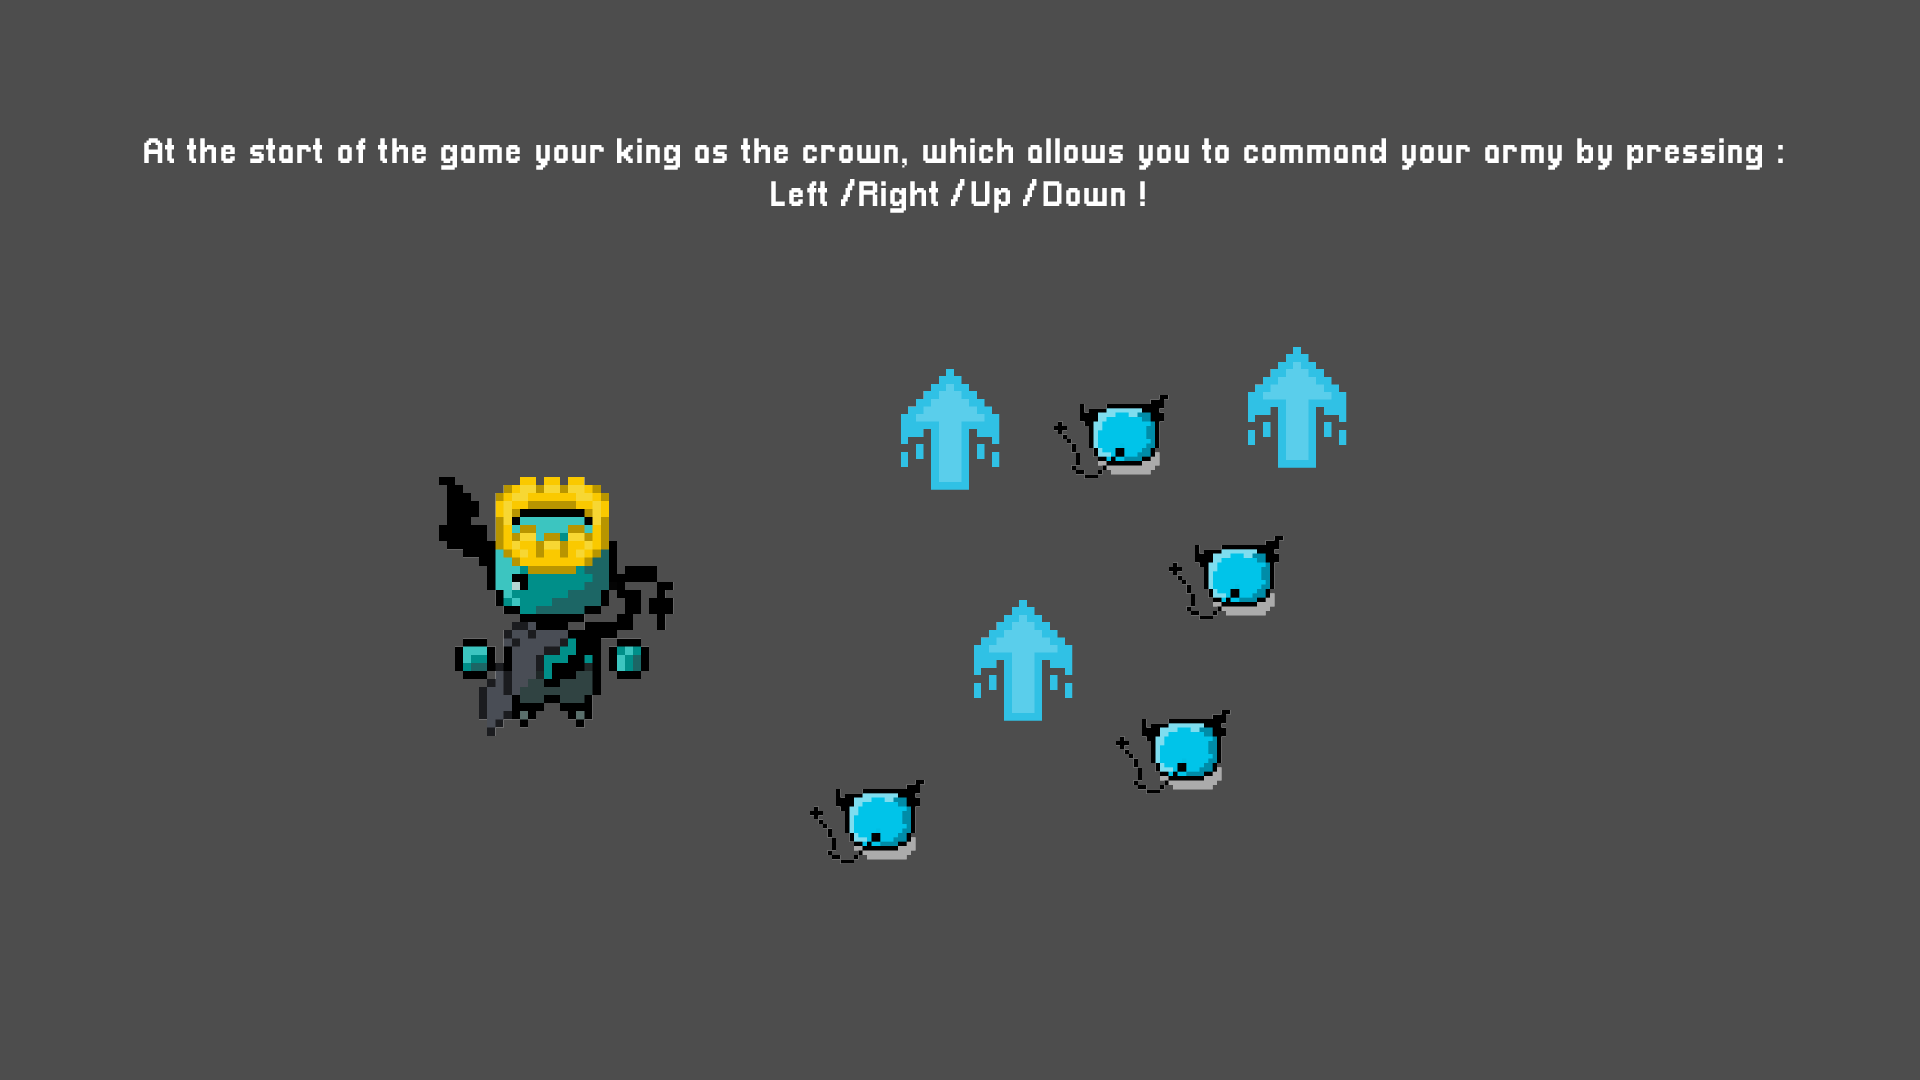 At the start of the game your king as the crown, which allows you to command your army by pressing :
Left /Right /Up /Down !